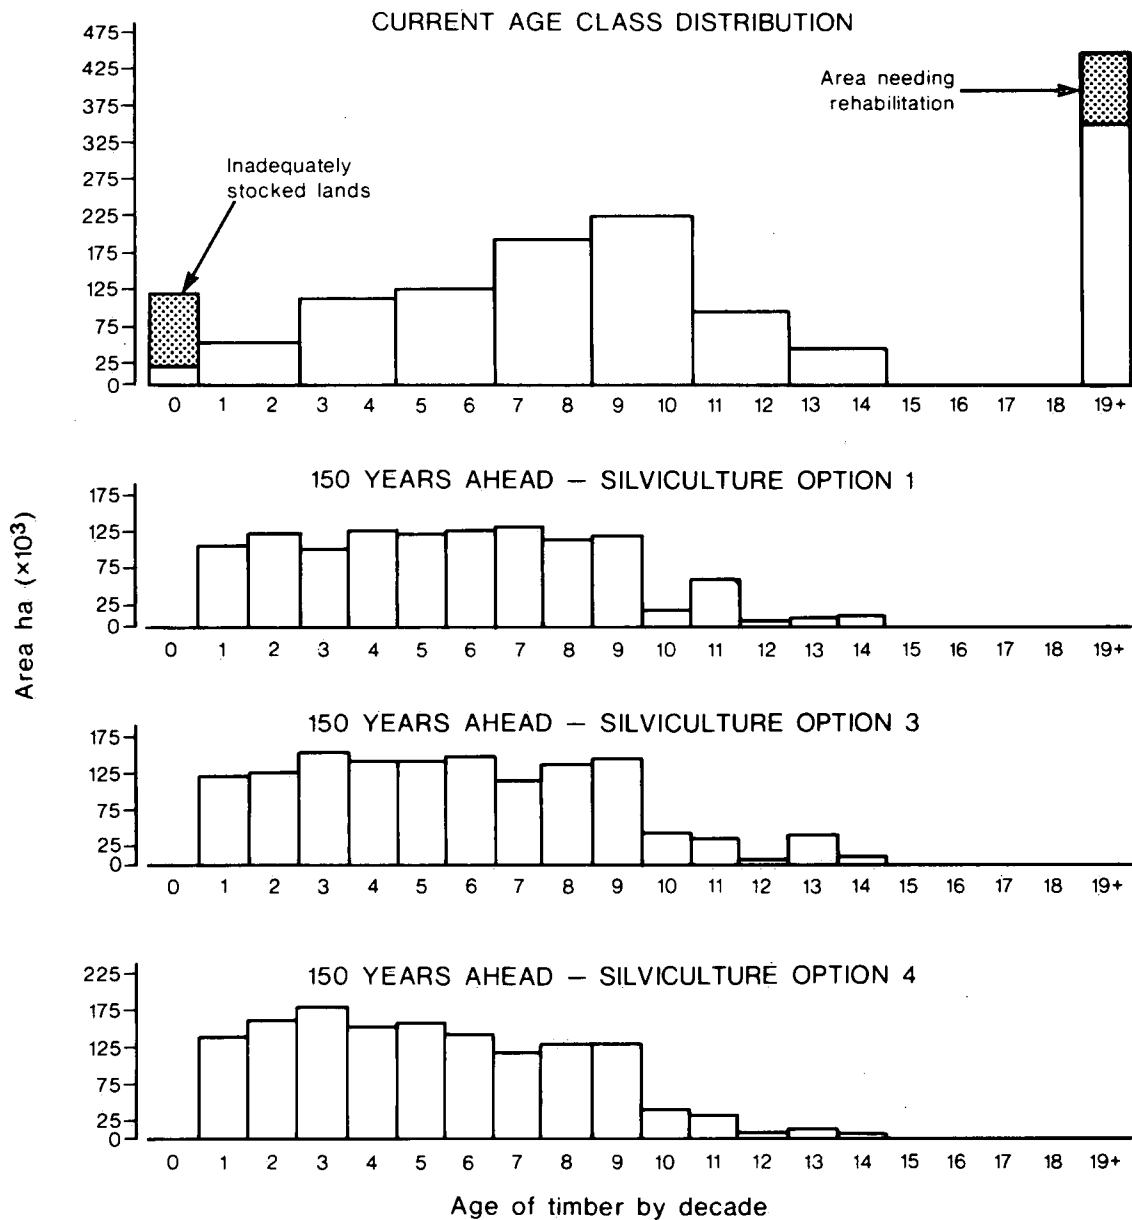 CURRENT AGE CLASS DISTRIBUTION
475
425
375
325
275
225
175
125
75
25
0
Area needing
rehabilitation
Inadequately
stocked lands
0 1 2 3 4 5 6 7 8 9 10 11 12 13 14 15 16 17 18 19+
150 YEARS AHEAD — SILVICULTURE OPTION 1
175
125
75
25
0
0 1 2 3 4 5 6 7 8 9 10 11 12 13 14 15 16 17 18 19+
Area ha (×10³)
150 YEARS AHEAD — SILVICULTURE OPTION 3
175
125
75
25
0
0 1 2 3 4 5 6 7 8 9 10 11 12 13 14 15 16 17 18 19+
150 YEARS AHEAD — SILVICULTURE OPTION 4
225
175
125
75
25
0
0 1 2 3 4 5 6 7 8 9 10 11 12 13 14 15 16 17 18 19+
Age of timber by decade